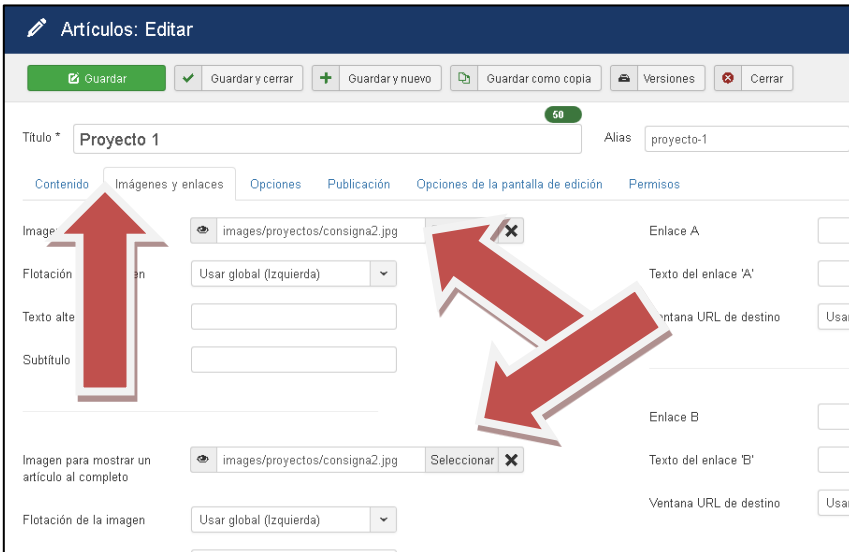 Artículos: Editar
Guardar Guardar y cerrar Guardar y nuevo Guardar como copia Versiones Cerrar
50
Título * Proyecto 1 Alias proyecto-1
Contenido Imágenes y enlaces Opciones Publicación Opciones de la pantalla de edición Permisos
images/proyectos/consigna2.jpg Enlace A
Flotación Usar global (Izquierda) Texto del enlace 'A'
Texto URL de destino
Subtítulo
Enlace B
Imagen para mostrar un images/proyectos/consigna2.jpg Seleccionar Texto del enlace 'B'
artículo al completo
Ventana URL de destino
Flotación de la imagen Usar global (Izquierda)